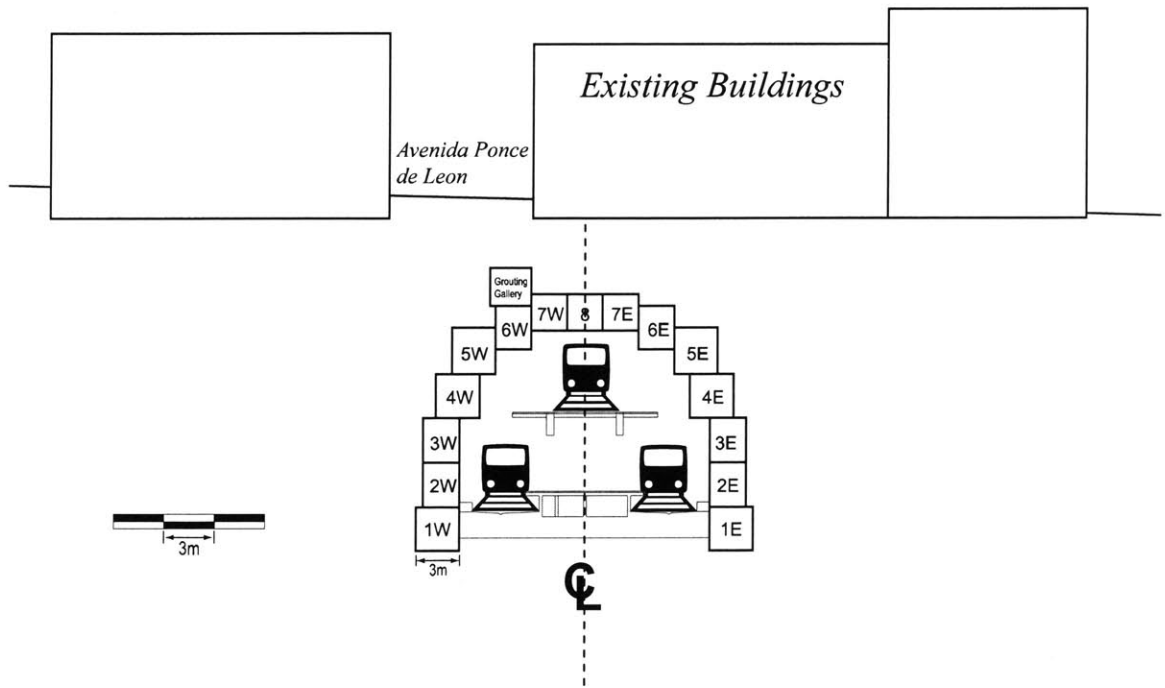 Existing Buildings
Avenida Ponce
de Leon
Grouting
Gallery
7W
8
7E
6W
6E
5W
5E
4W
4E
3W
3E
2W
2E
1W
1E
3m
3m
CL